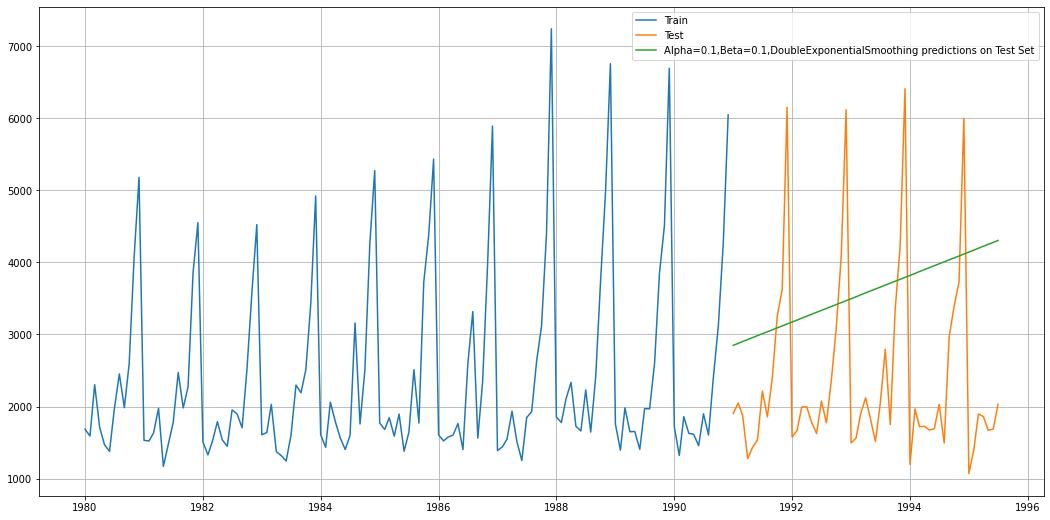 Train
Test
Alpha=0.1,Beta=0.1,DoubleExponentialSmoothing predictions on Test Set
7000
6000
5000
4000
3000
2000
1000
1980 1982 1984 1986 1988 1990 1992 1994 1996